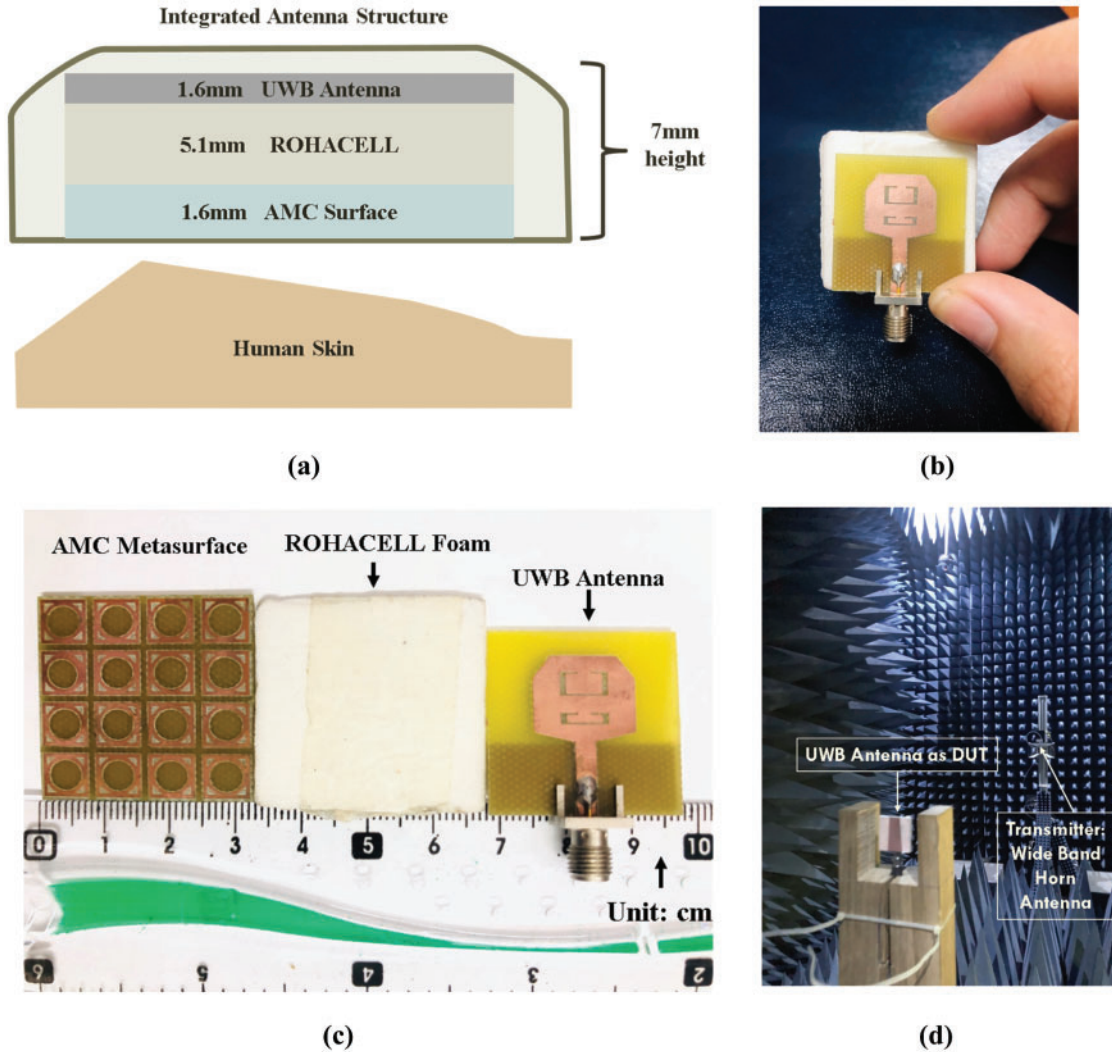 Integrated Antenna Structure
1.6mm UWB Antenna
5.1mm ROHACELL
1.6mm AMC Surface
7mm
height
Human Skin
(a)
(b)
AMC Metasurface
ROHACELL Foam
UWB Antenna
0 1 2 3 4 5 6 7 8 9 10
Unit: cm
6 5 4 3 2
(c)
UWB Antenna as DUT
Transmitter:
Wide Band
Horn
Antenna
(d)